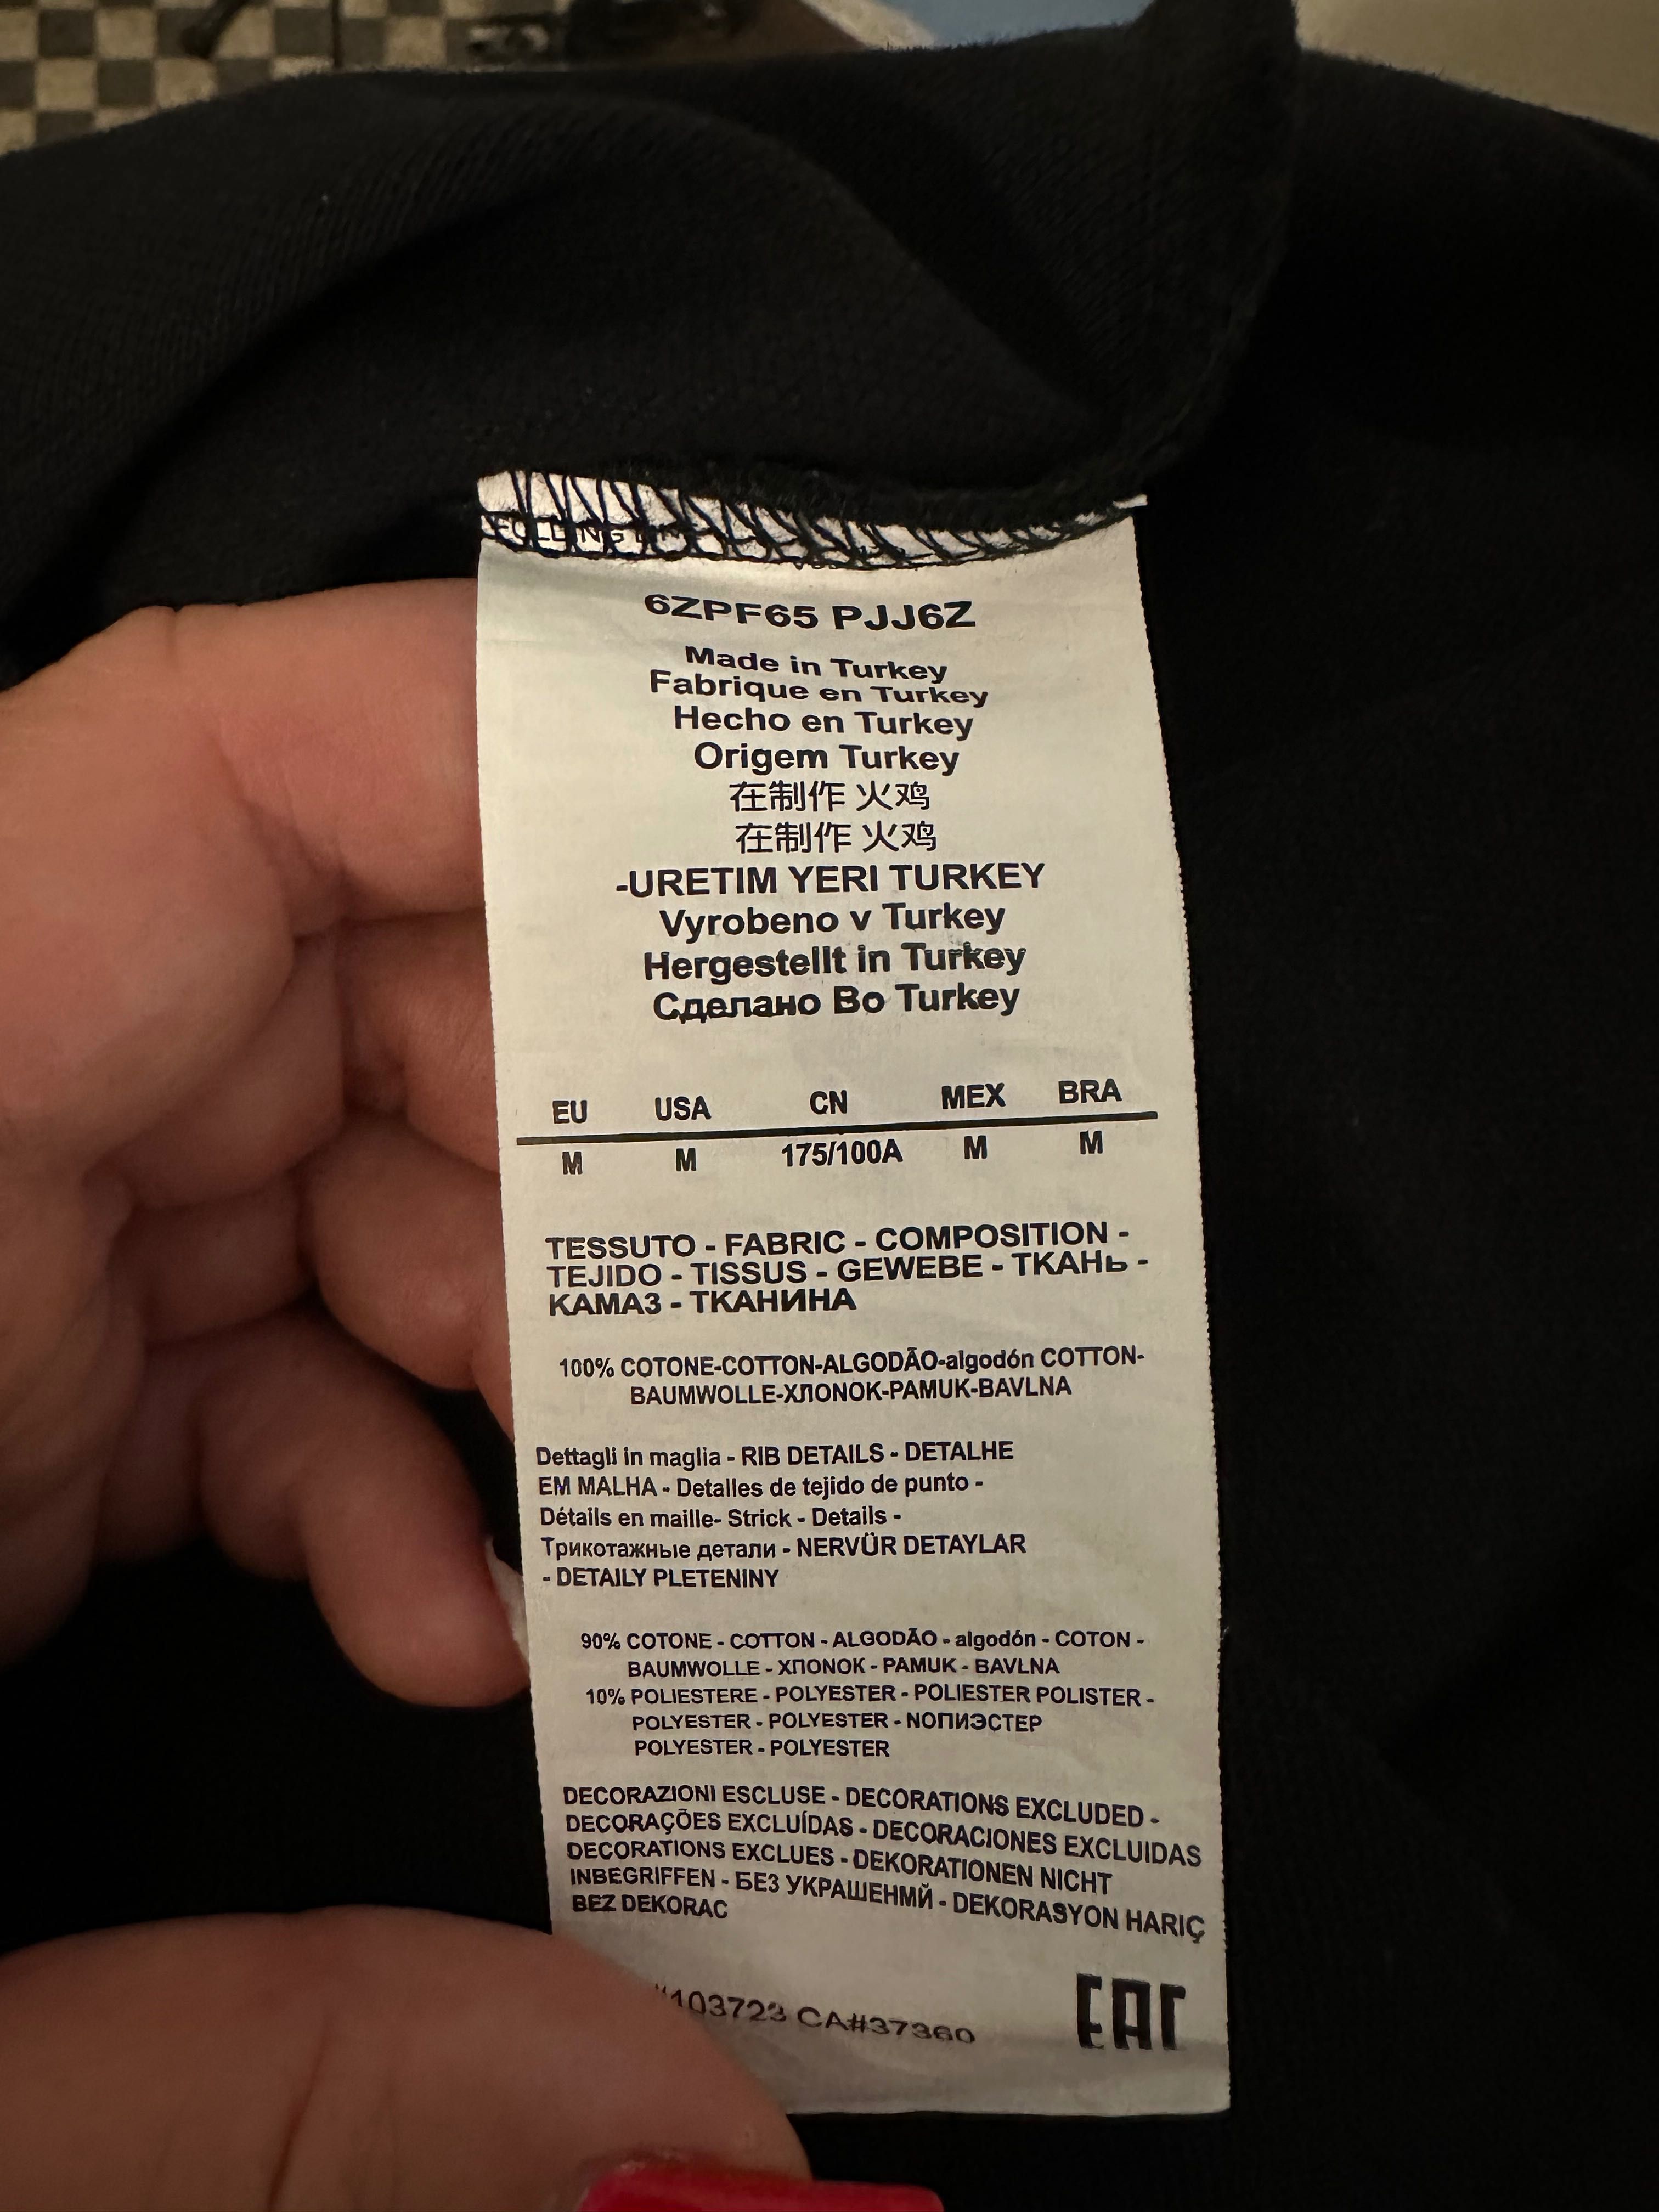 FOLDING
6ZPF65 PJJ6Z
Made in Turkey
Fabrique en Turkey
Hecho en Turkey
Origem Turkey
在制作 火鸡
在制作 火鸡
-URETIM YERI TURKEY
Vyrobeno v Turkey
Hergestellt in Turkey
Сделано Во Turkey
EU USA CN MEX BRA
M M 175/100A M M
TESSUTO - FABRIC - COMPOSITION -
TEJIDO - TISSUS - GEWEBE - ТКАНЬ -
КАМАЗ - ТКАНИНА
100% COTONE-COTTON-ALGODÃO-algodón COTTON-
BAUMWOLLE-ХЛОNOK-PAMUK-BAVLNA
Dettagli in maglia - RIB DETAILS - DETALHE
EM MALHA - Detalles de tejido de punto -
Détails en maille- Strick - Details -
Трикотажные детали - NERVÜR DETAYLAR
- DETAILY PLETENINY
90% COTONE - COTTON - ALGODÃO - algodón - COTON -
BAUMWOLLE - ХПОНОК - PAMUK - BAVLNA
10% POLIESTERE - POLYESTER - POLIESTER POLISTER -
POLYESTER - POLYESTER - NОПИЭСТЕР
POLYESTER - POLYESTER
DECORAZIONI ESCLUSE - DECORATIONS EXCLUDED -
DECORAÇÕES EXCLUÍDAS - DECORACIONES EXCLUIDAS
DECORATIONS EXCLUES - DEKORATIONEN NICHT
INBEGRIFFEN - БЕЗ УКРАШЕНМЙ - DEKORASYON HARIÇ
BEZ DEKORAC
#103723 CA#37360
EAC